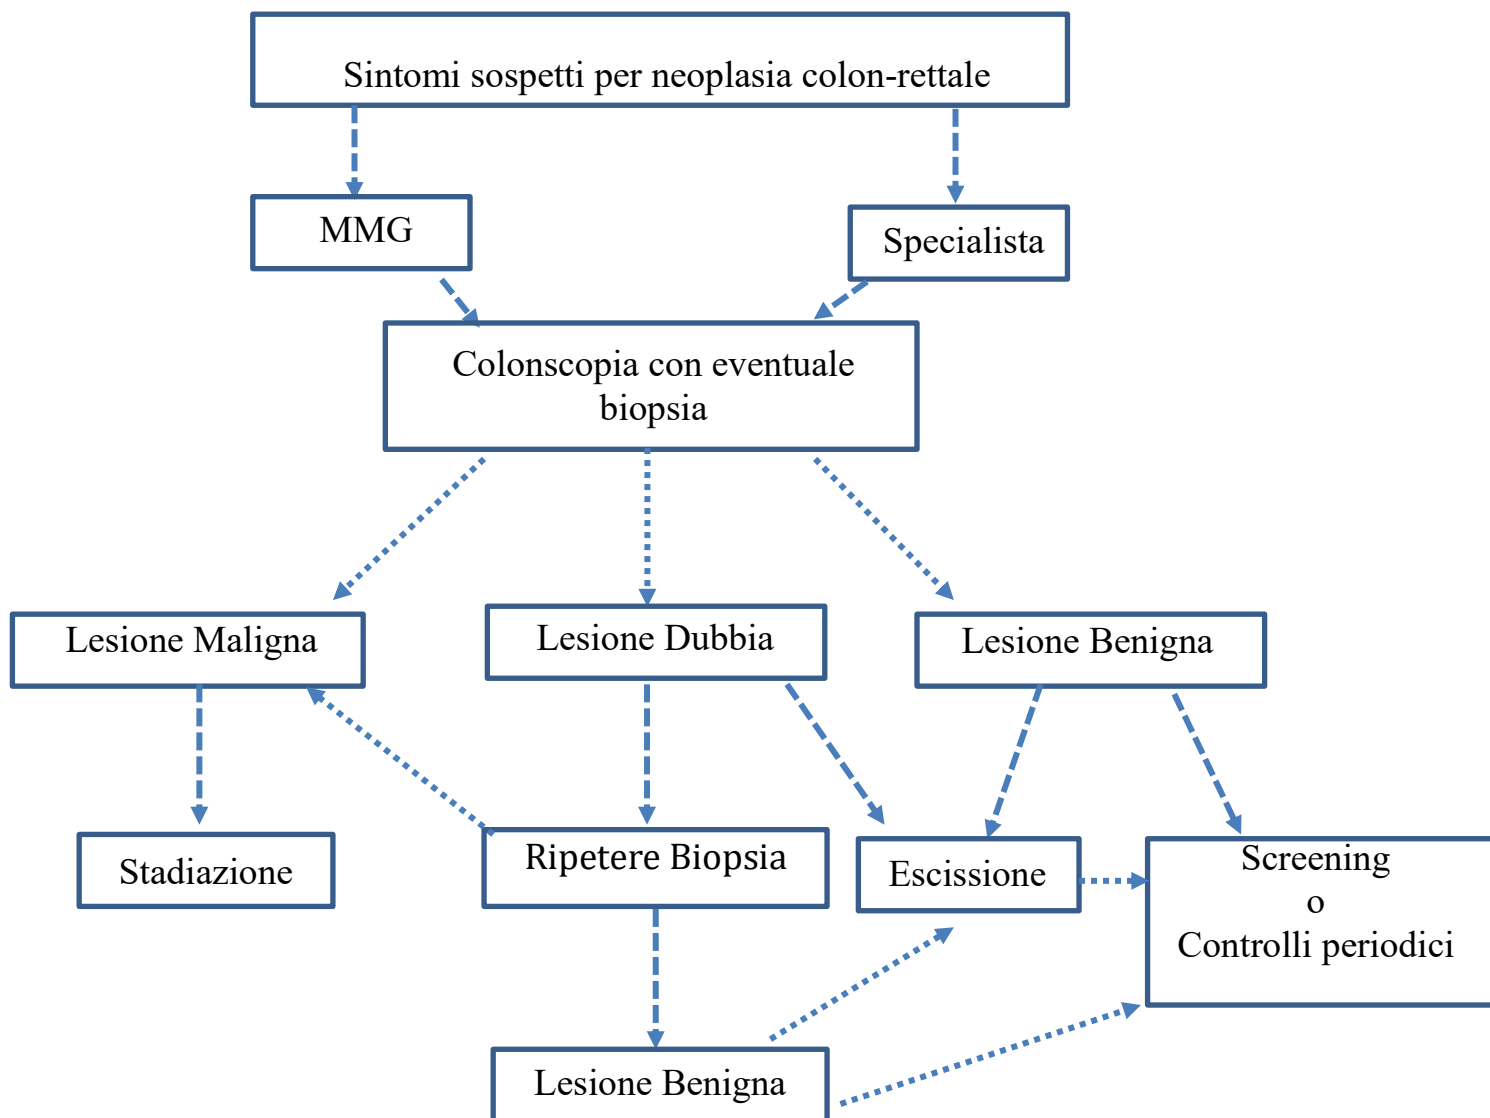 Sintomi sospetti per neoplasia colon-rettale
MMG
Specialista
Colonscopia con eventuale
biopsia
Lesione Maligna
Lesione Dubbia
Lesione Benigna
Stadiazione
Ripetere Biopsia
Escissione
Screening
o
Controlli periodici
Lesione Benigna